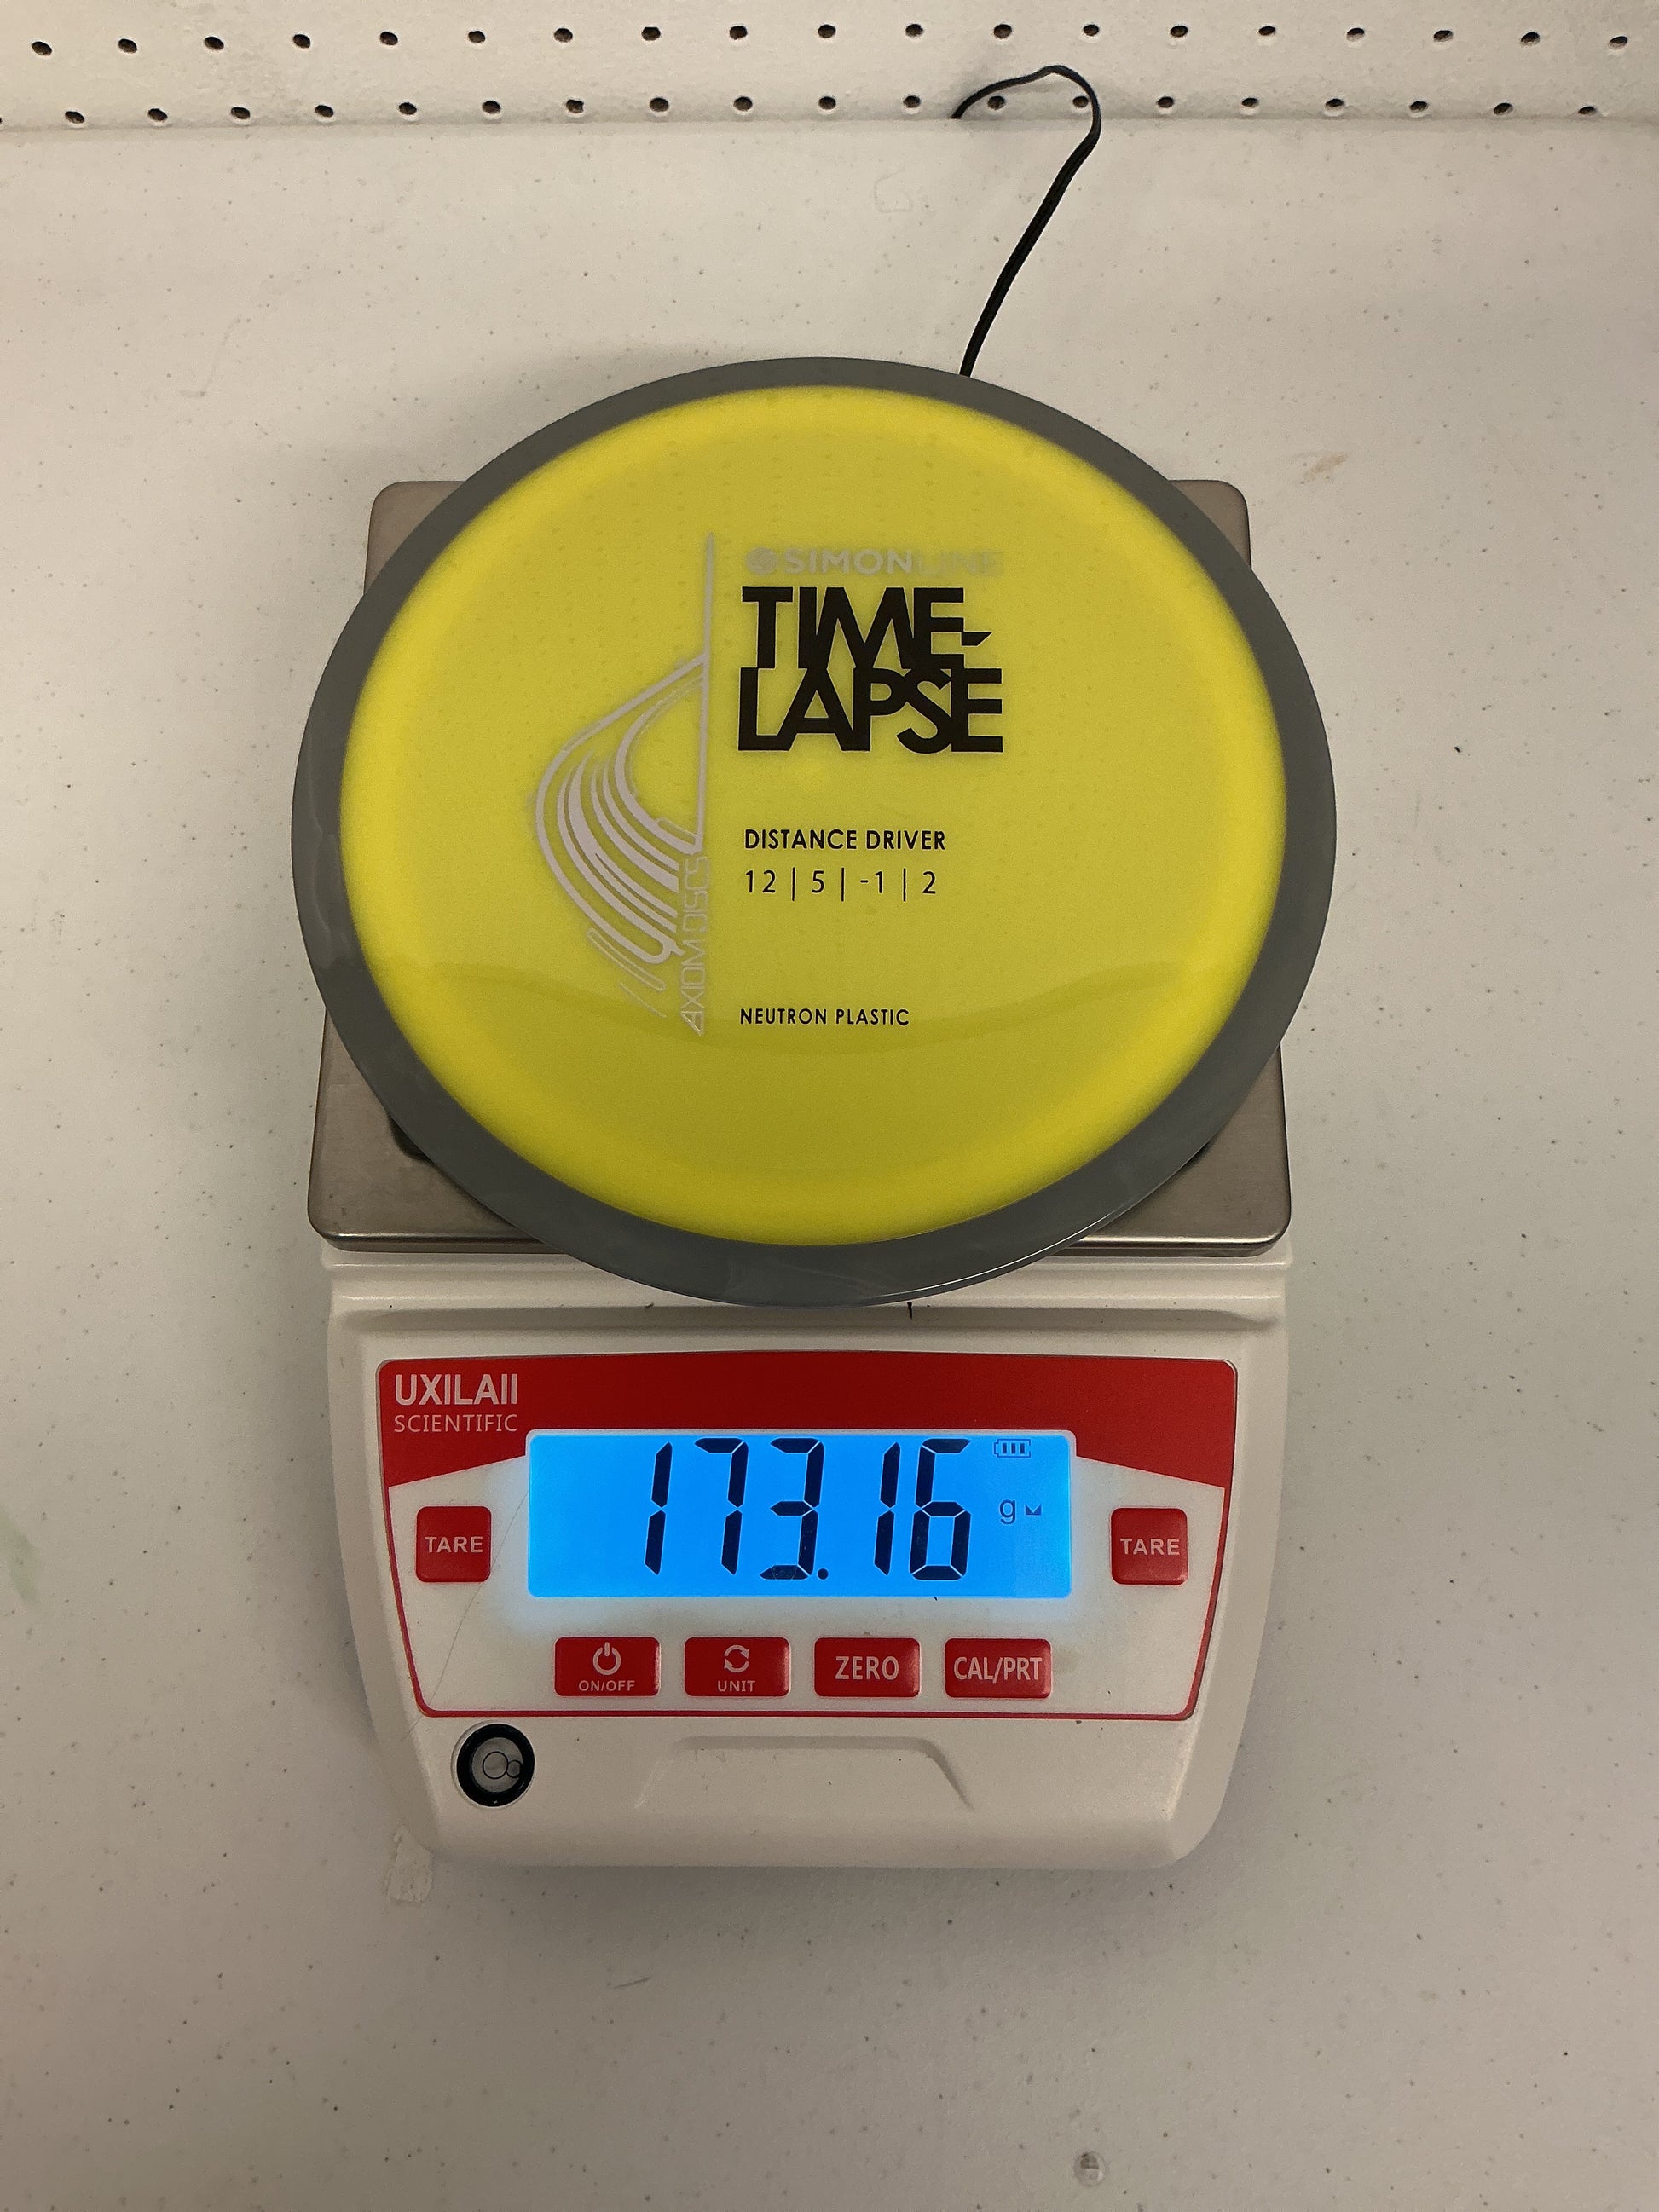 SIMONLINE
TIME-
LAPSE
DISTANCE DRIVER
12 | 5 | -1 | 2
AXIOM DISCS
NEUTRON PLASTIC
UXILAII
SCIENTIFIC
173.16 g
TARE
TARE
ON/OFF
UNIT
ZERO
CAL/PRT